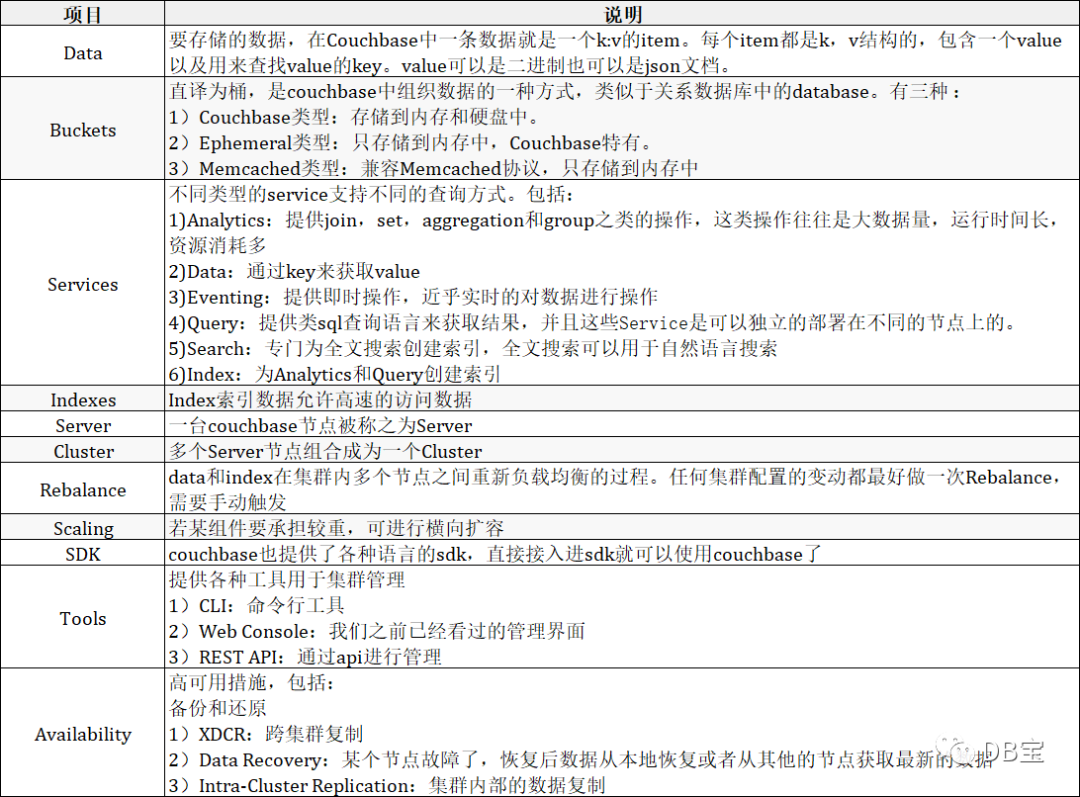 项目 说明
Data
要存储的数据，在Couchbase中一条数据就是一个k:v的item。每个item都是k，v结构的，包含一个value
以及用来查找value的key。value可以是二进制也可以是json文档。
Buckets
直译为桶，是couchbase中组织数据的一种方式，类似于关系数据库中的database。有三种：
1）Couchbase类型：存储到内存和硬盘中。
2）Ephemeral类型：只存储到内存中，Couchbase特有。
3）Memcached类型：兼容Memcached协议，只存储到内存中
Services
不同类型的service支持不同的查询方式。包括：
1)Analytics：提供join，set，aggregation和group之类的操作，这类操作往往是大数据量，运行时间长，
资源消耗多
2)Data：通过key来获取value
3)Eventing：提供即时操作，近乎实时的对数据进行操作
4)Query：提供类sql查询语言来获取结果，并且这些Service是可以独立的部署在不同的节点上的。
5)Search：专门为全文搜索创建索引，全文搜索可以用于自然语言搜索
6)Index：为Analytics和Query创建索引
Indexes Index索引数据允许高速的访问数据
Server 一台couchbase节点被称之为Server
Cluster 多个Server节点组合成为一个Cluster
Rebalance
data和index在集群内多个节点之间重新负载均衡的过程。任何集群配置的变动都最好做一次Rebalance，
需要手动触发
Scaling 若某组件要承担较重，可进行横向扩容
SDK couchbase也提供了各种语言的sdk，直接接入进sdk就可以使用couchbase了
Tools
提供各种工具用于集群管理
1）CLI：命令行工具
2）Web Console：我们之前已经看过的管理界面
3）REST API：通过api进行管理
Availability
高可用措施，包括：
备份和还原
1）XDCR：跨集群复制
2）Data Recovery：某个节点故障了，恢复后数据从本地恢复或者从其他的节点获取最新的数据
3）Intra-Cluster Replication：集群内部的数据复制
DB宝